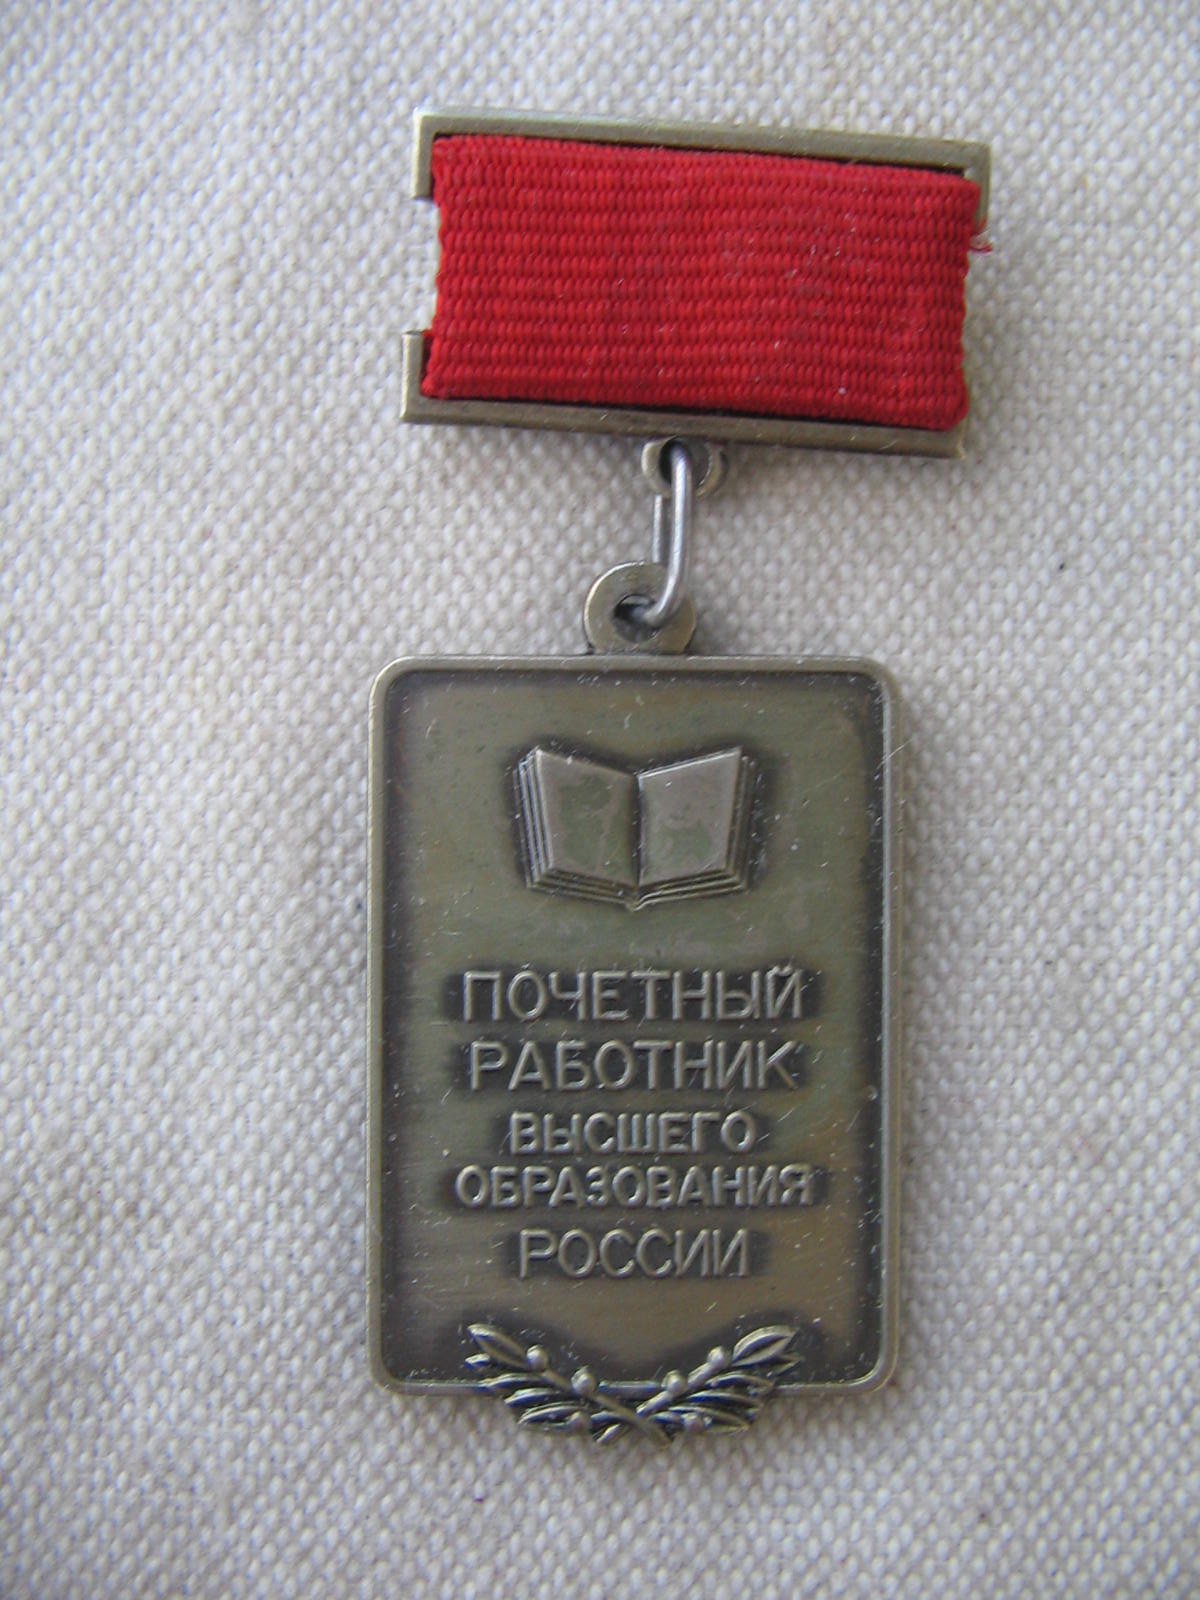 ПОЧЕТНЫЙ
РАБОТНИК
ВЫСШЕГО
ОБРАЗОВАНИЯ
РОССИИ